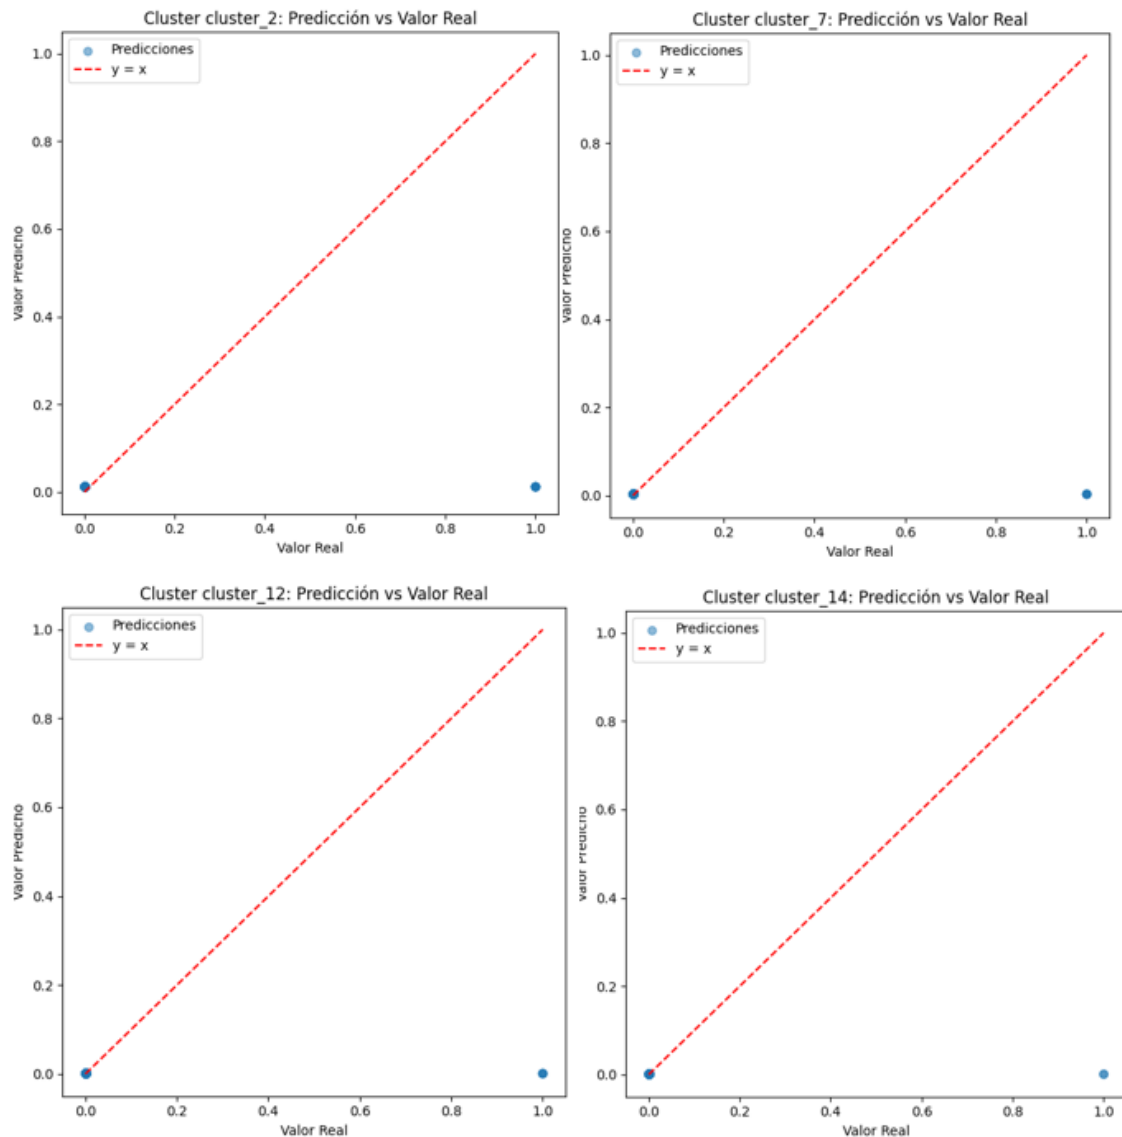 Cluster cluster_2: Predicción vs Valor Real
Predicciones
y = x
1.0
0.8
0.6
0.4
0.2
0.0
Valor Predicho
0.0 0.2 0.4 0.6 0.8 1.0
Valor Real
Cluster cluster_7: Predicción vs Valor Real
Predicciones
y = x
1.0
0.8
0.6
0.4
0.2
0.0
Valor Predicho
0.0 0.2 0.4 0.6 0.8 1.0
Valor Real
Cluster cluster_12: Predicción vs Valor Real
Predicciones
y = x
1.0
0.8
0.6
0.4
0.2
0.0
Valor Predicho
0.0 0.2 0.4 0.6 0.8 1.0
Valor Real
Cluster cluster_14: Predicción vs Valor Real
Predicciones
y = x
1.0
0.8
0.6
0.4
0.2
0.0
Valor Predicho
0.0 0.2 0.4 0.6 0.8 1.0
Valor Real